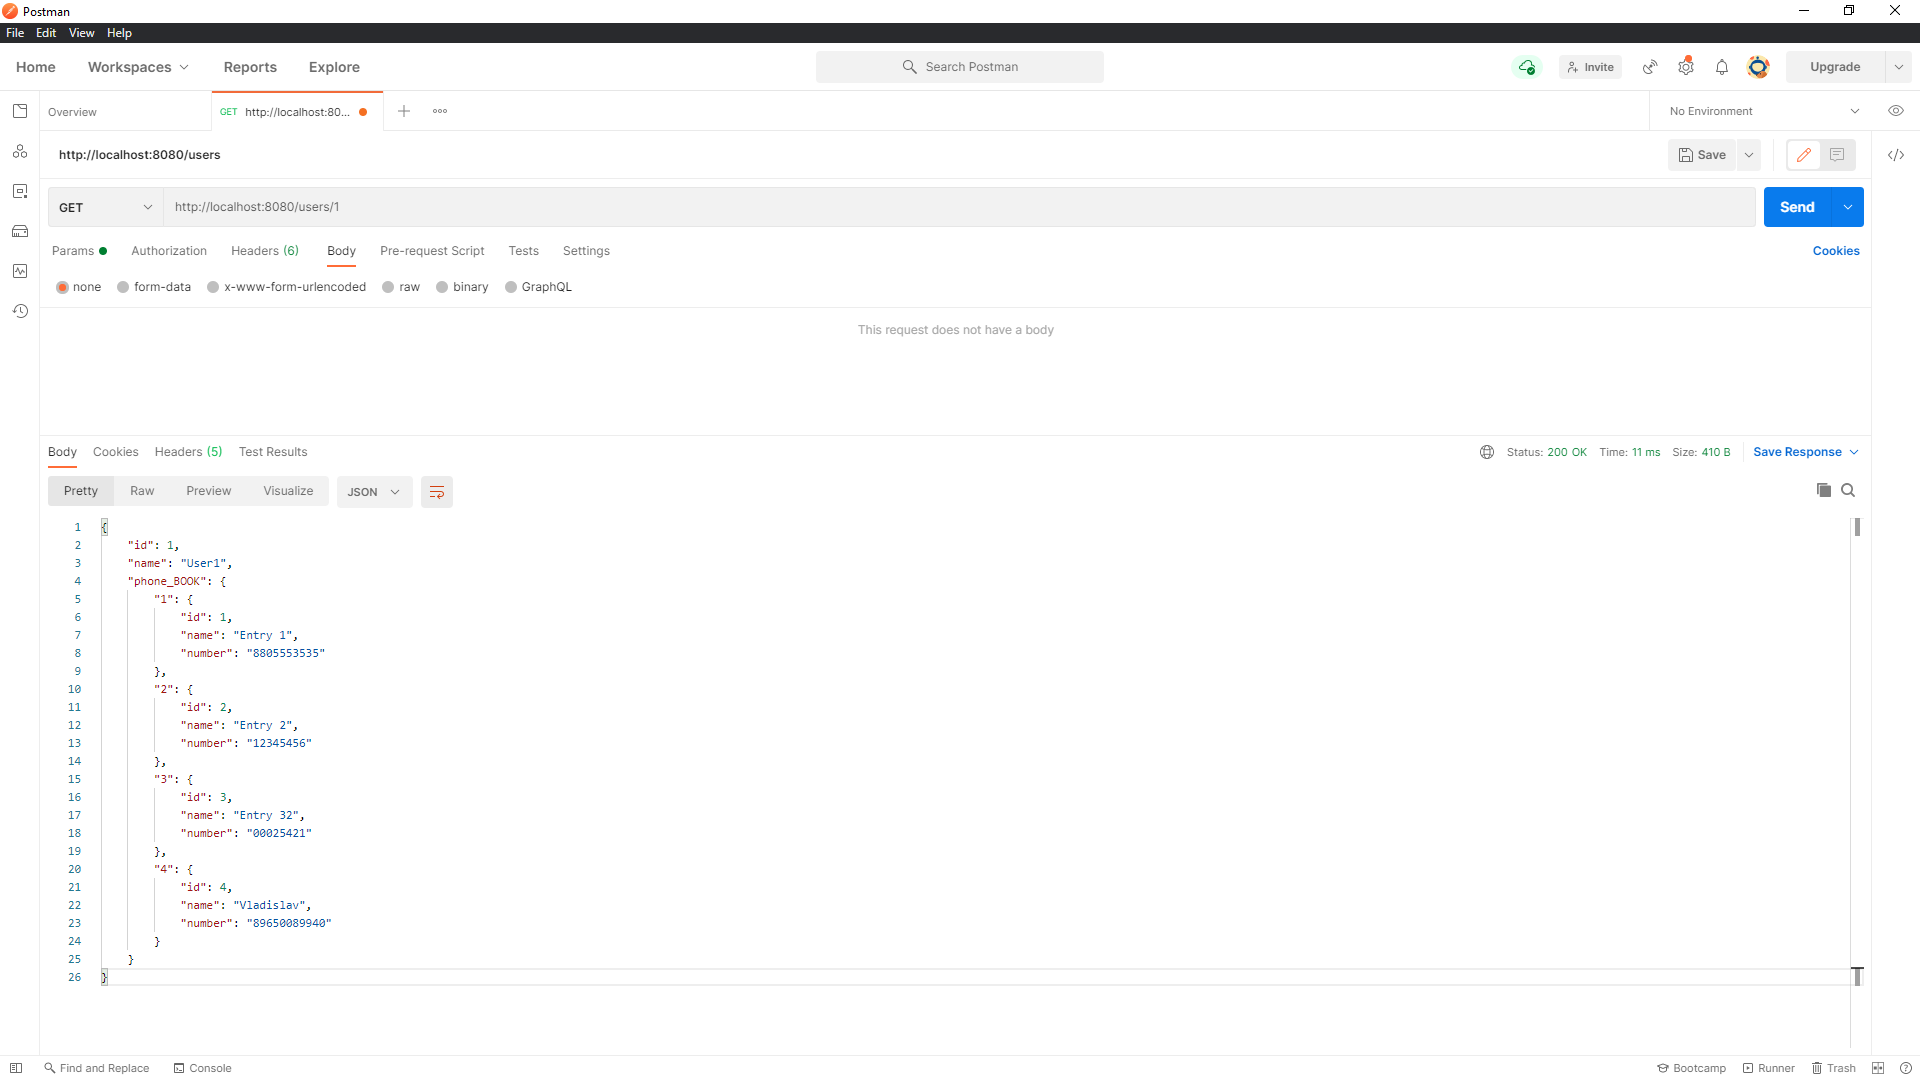 Postman
File Edit View Help
Home Workspaces Reports Explore Search Postman Invite Upgrade
Overview GET http://localhost:80... No Environment
http://localhost:8080/users Save
GET http://localhost:8080/users/1 Send
Params Authorization Headers (6) Body Pre-request Script Tests Settings Cookies
none form-data x-www-form-urlencoded raw binary GraphQL
This request does not have a body
Body Cookies Headers (5) Test Results Status: 200 OK Time: 11 ms Size: 410 B Save Response
Pretty Raw Preview Visualize JSON
1 {
2 "id": 1,
3 "name": "User1",
4 "phone_BOOK": {
5 "1": {
6 "id": 1,
7 "name": "Entry 1",
8 "number": "8805553535"
9 },
10 "2": {
11 "id": 2,
12 "name": "Entry 2",
13 "number": "12345456"
14 },
15 "3": {
16 "id": 3,
17 "name": "Entry 32",
18 "number": "00025421"
19 },
20 "4": {
21 "id": 4,
22 "name": "Vladislav",
23 "number": "89650089940"
24 }
25 }
26 }
Find and Replace Console Bootcamp Runner Trash